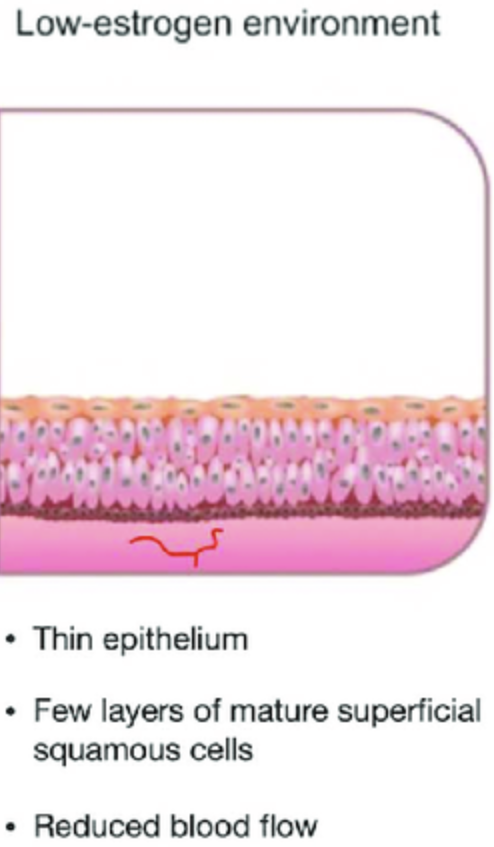 Low-estrogen environment
• Thin epithelium
• Few layers of mature superficial
squamous cells
• Reduced blood flow